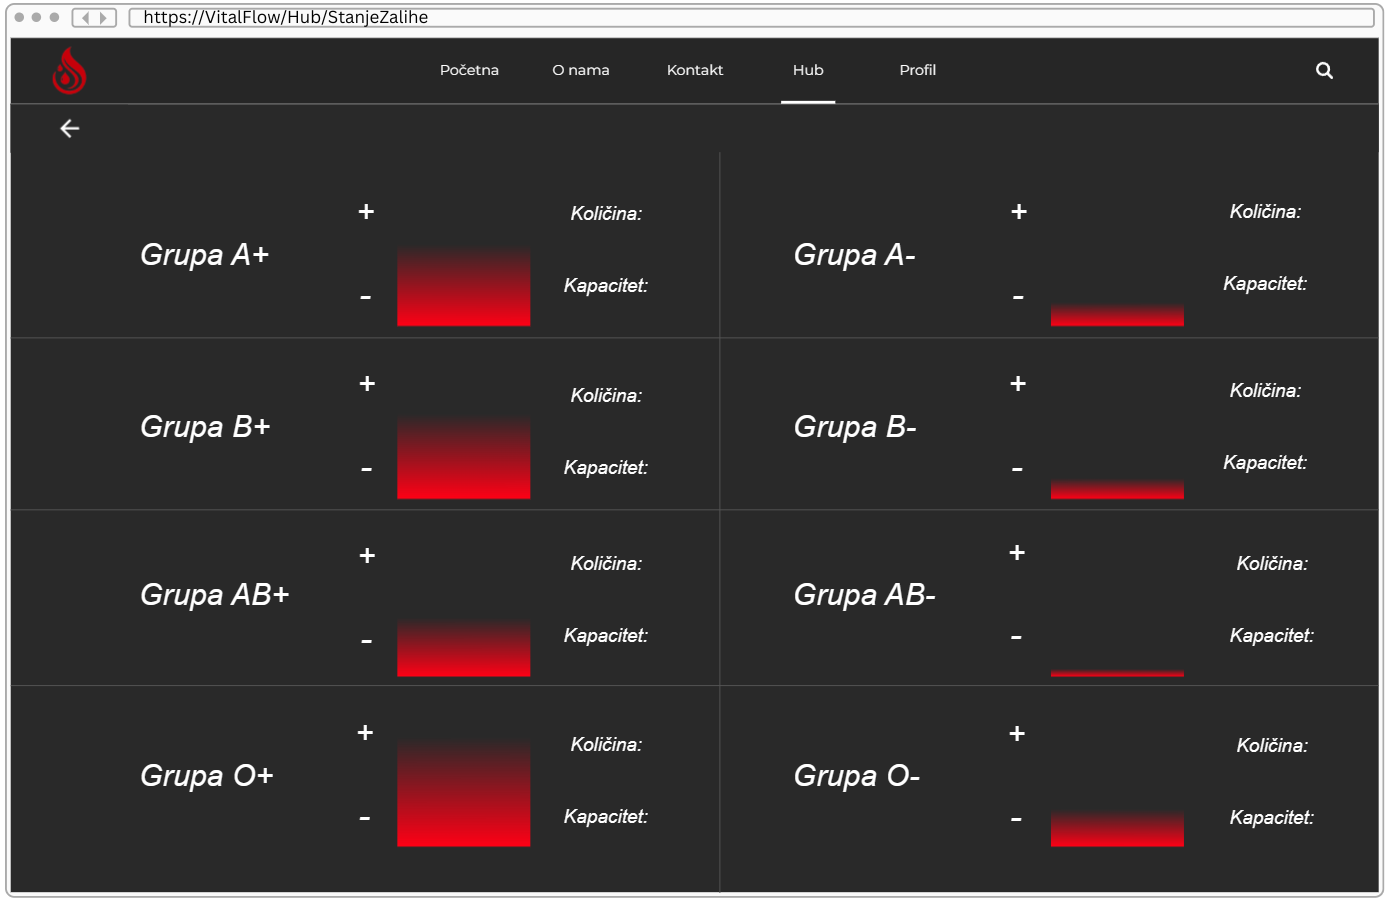 https://VitalFlow/Hub/StanjeZalihe
Početna O nama Kontakt Hub Profil
+
Količina:
Grupa A+
Kapacitet:
-
+
Količina:
Grupa A-
Kapacitet:
-
+
Količina:
Grupa B+
Kapacitet:
-
+
Količina:
Grupa B-
Kapacitet:
-
+
Količina:
Grupa AB+
Kapacitet:
-
+
Količina:
Grupa AB-
Kapacitet:
-
+
Količina:
Grupa O+
Kapacitet:
-
+
Količina:
Grupa O-
Kapacitet:
-